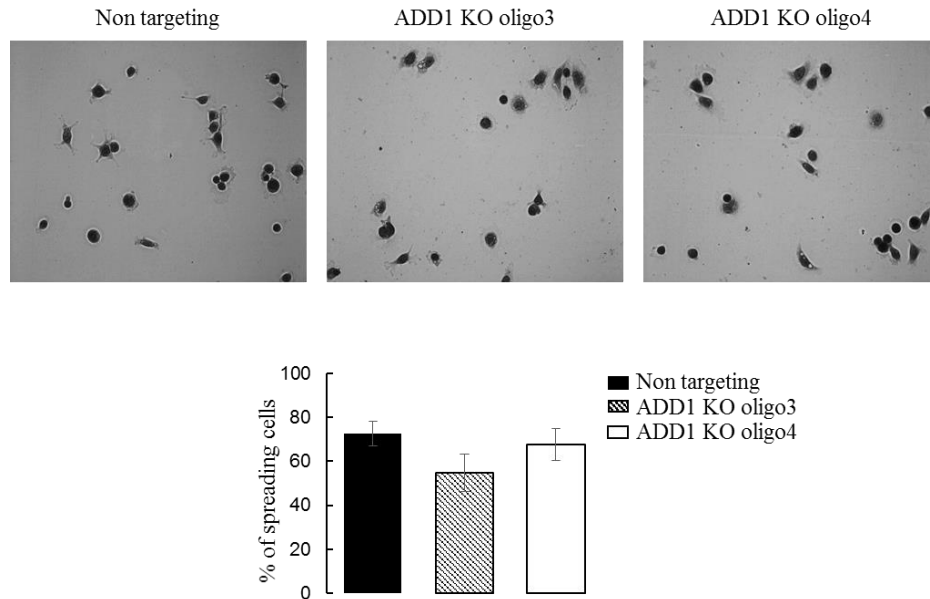 Non targeting
ADD1 KO oligo3
ADD1 KO oligo4
100
80
60
40
20
0
% of spreading cells
Non targeting
ADD1 KO oligo3
ADD1 KO oligo4